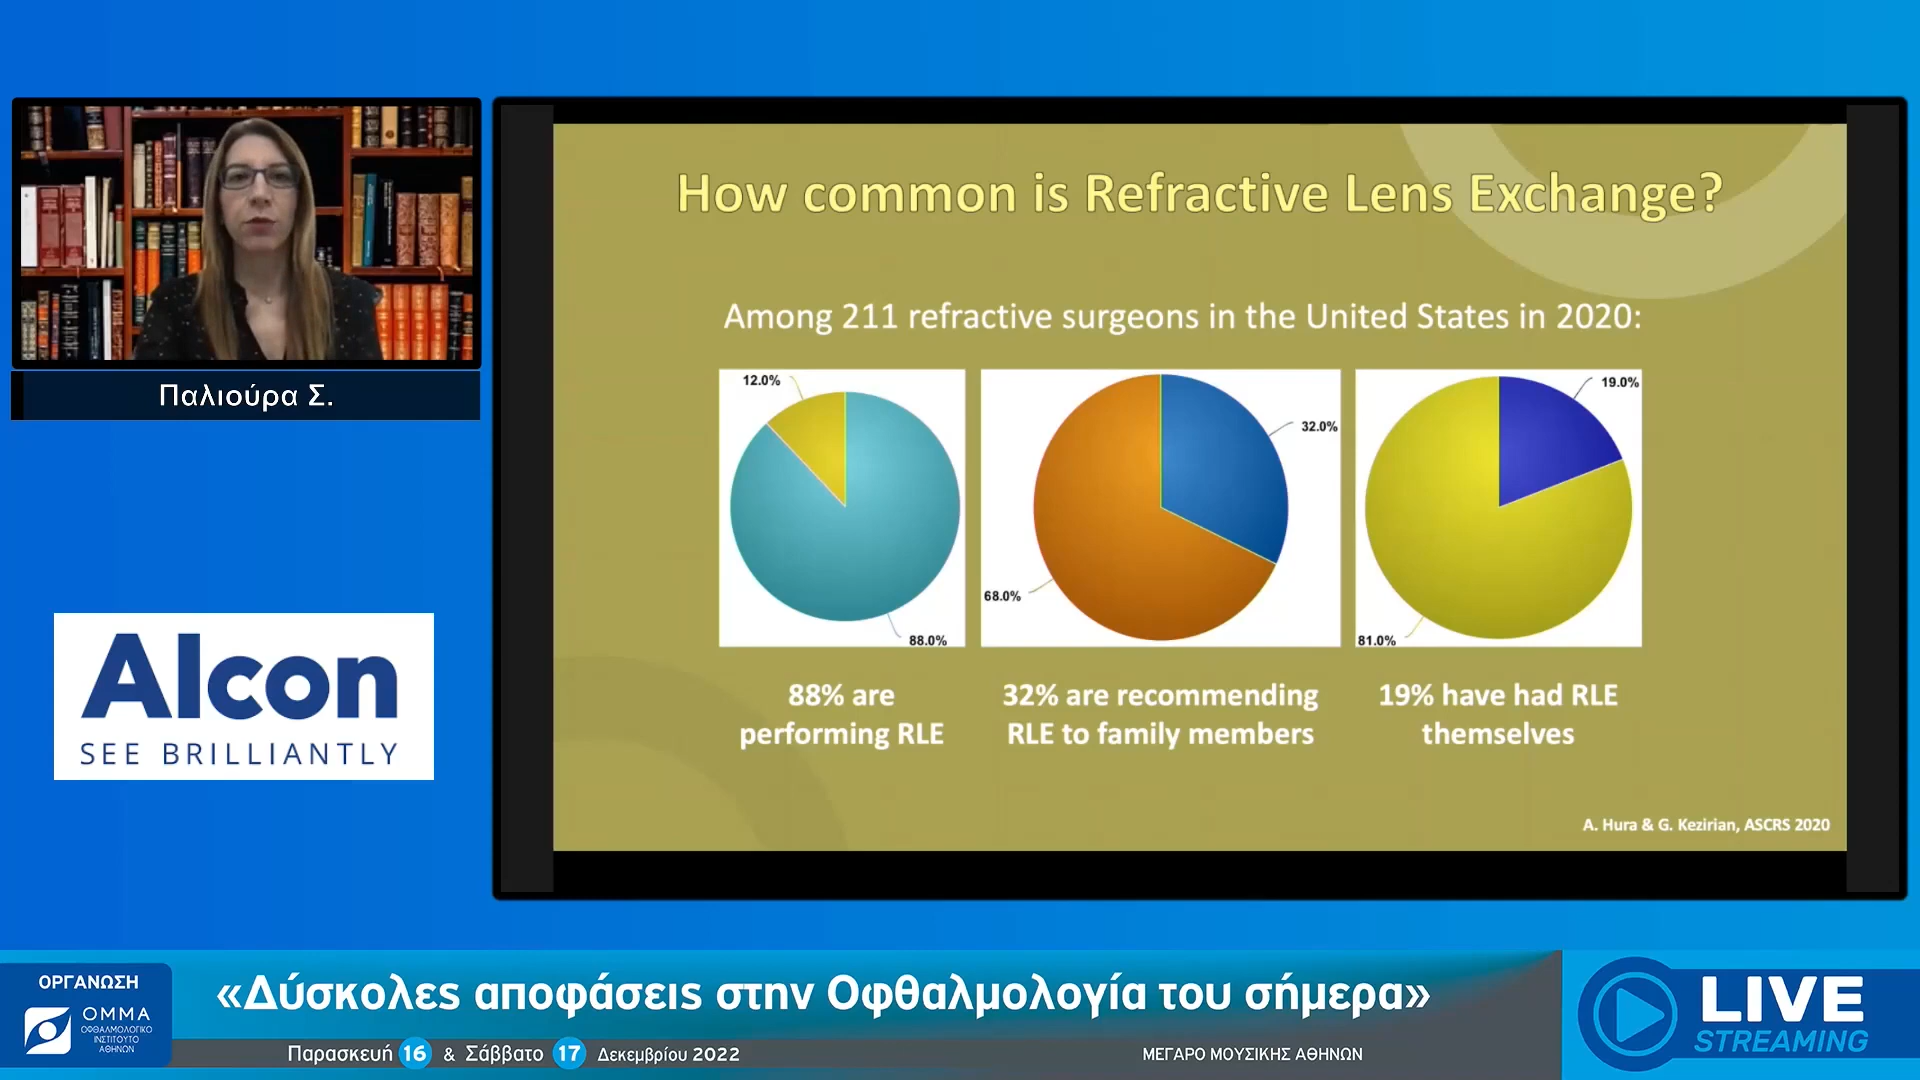 How common is Refractive Lens Exchange?
Among 211 refractive surgeons in the United States in 2020:
12.0%
88.0%
32.0%
68.0%
19.0%
81.0%
88% are
performing RLE
32% are recommending
RLE to family members
19% have had RLE
themselves
A. Hura & G. Kezirian, ASCRS 2020
Παλιούρα Σ.
Alcon
SEE BRILLIANTLY
ΟΡΓΑΝΩΣΗ
ΟΜΜΑ
ΟΦΘΑΛΜΟΛΟΓΙΚΟ
ΙΝΣΤΙΤΟΥΤΟ
ΑΘΗΝΩΝ
«Δύσκολες αποφάσεις στην Οφθαλμολογία του σήμερα»
Παρασκευή 16 & Σάββατο 17 Δεκεμβρίου 2022
ΜΕΓΑΡΟ ΜΟΥΣΙΚΗΣ ΑΘΗΝΩΝ
LIVE
STREAMING